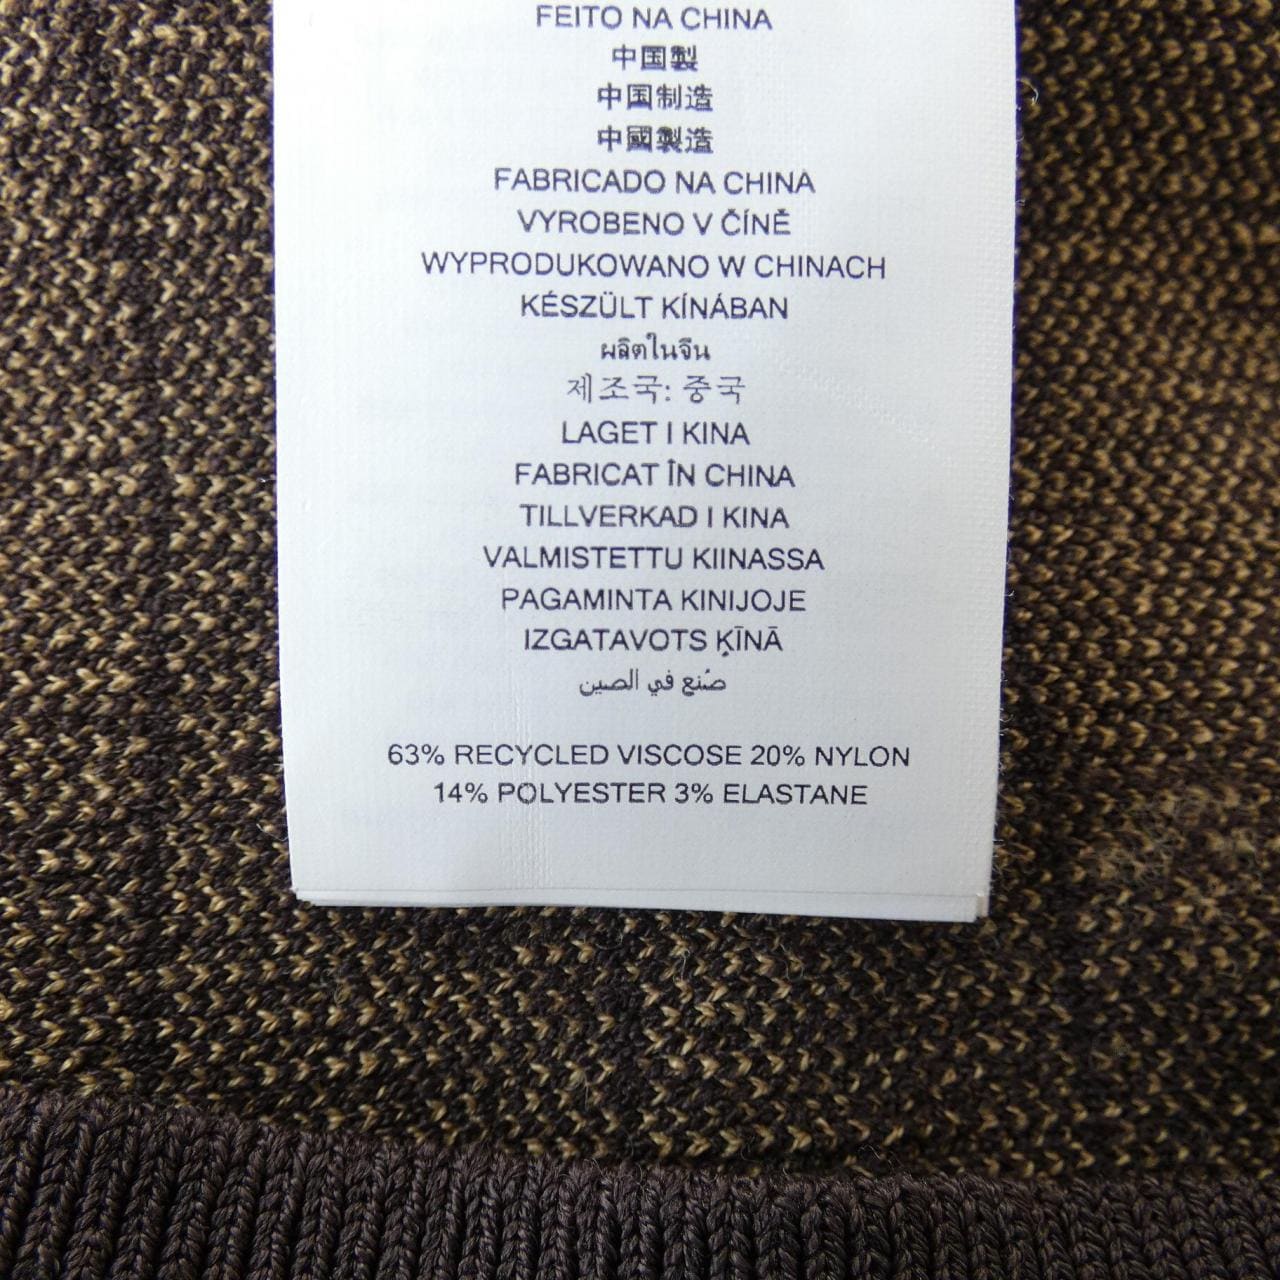 FEITO NA CHINA
中国製
中国制造
中國製造
FABRICADO NA CHINA
VYROBENO V ČÍNĚ
WYPRODUKOWANO W CHINACH
KÉSZÜLT KÍNÁBAN
ผลิตในจีน
제조국: 중국
LAGET I KINA
FABRICAT ÎN CHINA
TILLVERKAD I KINA
VALMISTETTU KIINASSA
PAGAMINTA KINIJOJE
IZGATAVOTS ĶĪNĀ
صُنع في الصين
63% RECYCLED VISCOSE 20% NYLON
14% POLYESTER 3% ELASTANE